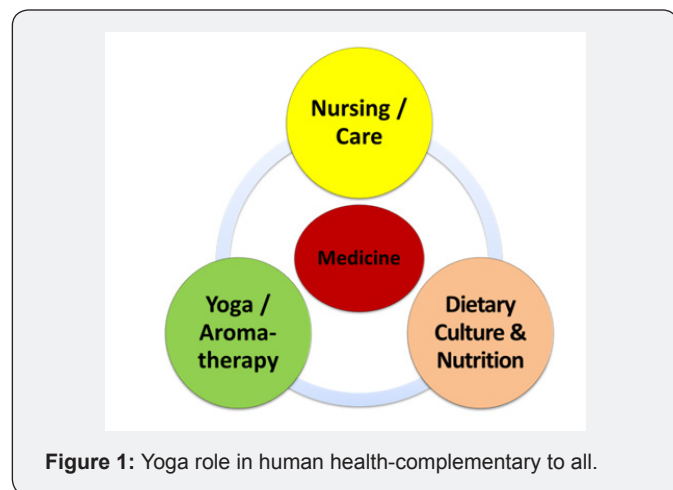 Nursing /
Care
Medicine
Yoga /
Aroma-
therapy
Dietary
Culture &
Nutrition
Figure 1: Yoga role in human health-complementary to all.